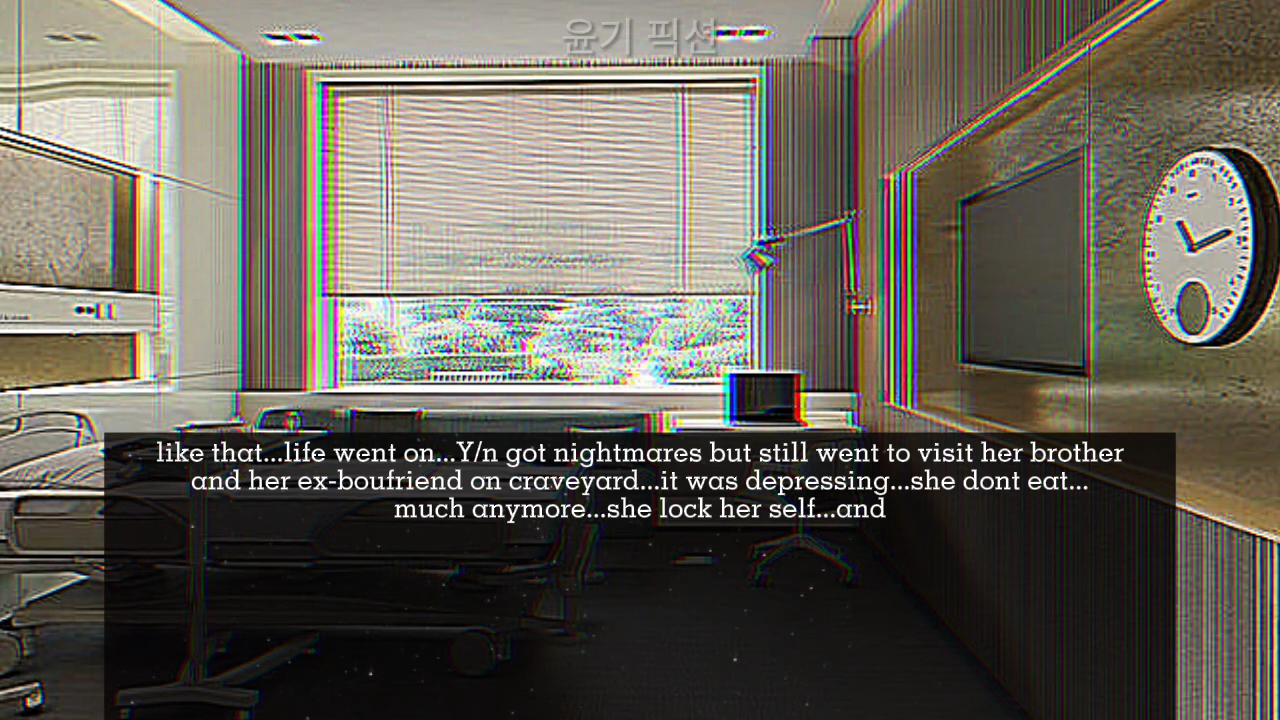 윤기 픽션
like that...life went on...Y/n got nightmares but still went to visit her brother
and her ex-boufriend on craveyard...it was depressing...she dont eat...
much anymore...she lock her self...and